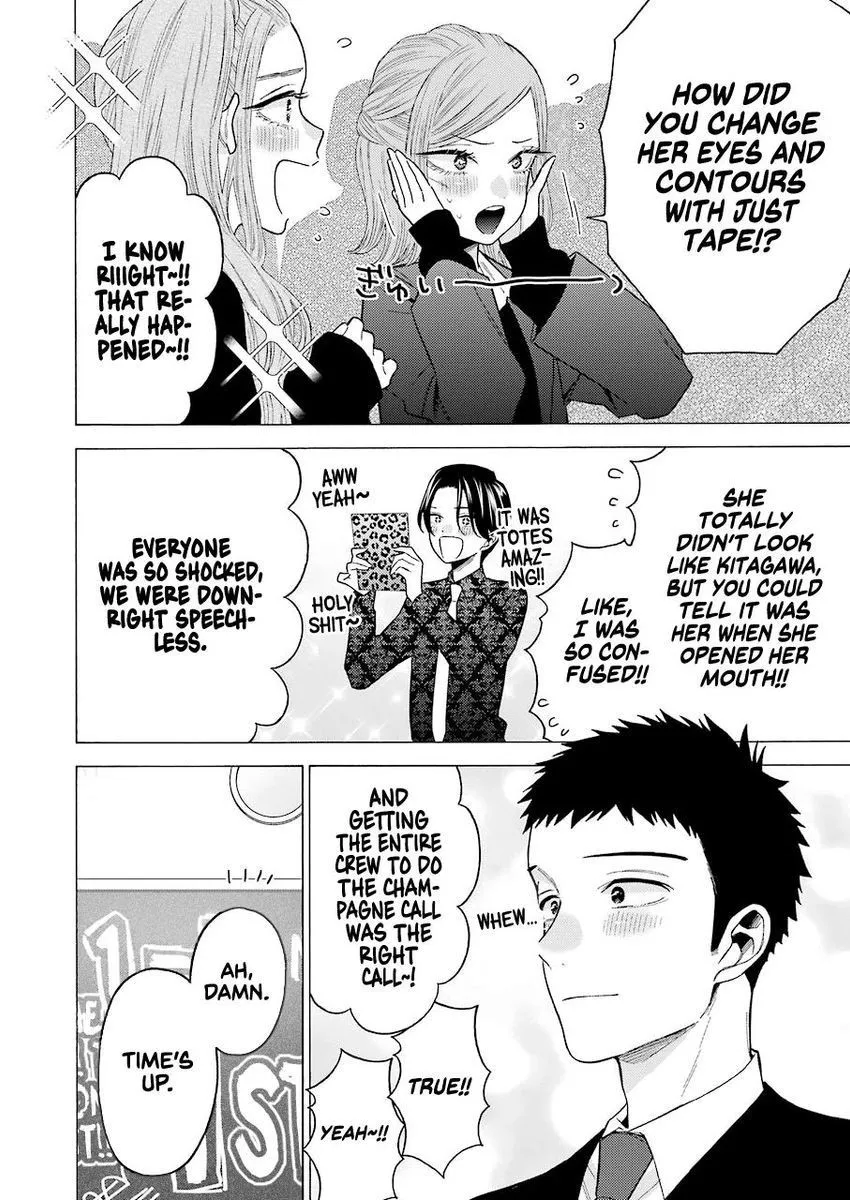 HOW DID
YOU CHANGE
HER EYES AND
CONTOURS
WITH JUST
TAPE!?
ぎゅい
I KNOW
RIIIGHT~!!
THAT RE-
ALLY HAP-
PENED~!!
SHE
TOTALLY
DIDN'T LOOK
LIKE KITAGAWA,
BUT YOU COULD
TELL IT WAS
HER WHEN SHE
OPENED HER
MOUTH!!
LIKE,
I WAS
SO CON-
FUSED!!
IT WAS
TOTES
AMAZ-
ING!!
AWW
YEAH~
HOLY
SHIT~
EVERYONE
WAS SO SHOCKED,
WE WERE DOWN-
RIGHT SPEECH-
LESS.
AND
GETTING
THE ENTIRE
CREW TO DO
THE CHAM-
PAGNE CALL
WAS THE
RIGHT
CALL~!
WHEW...
TRUE!!
YEAH~!!
AH,
DAMN.
TIME'S
UP.
1ST